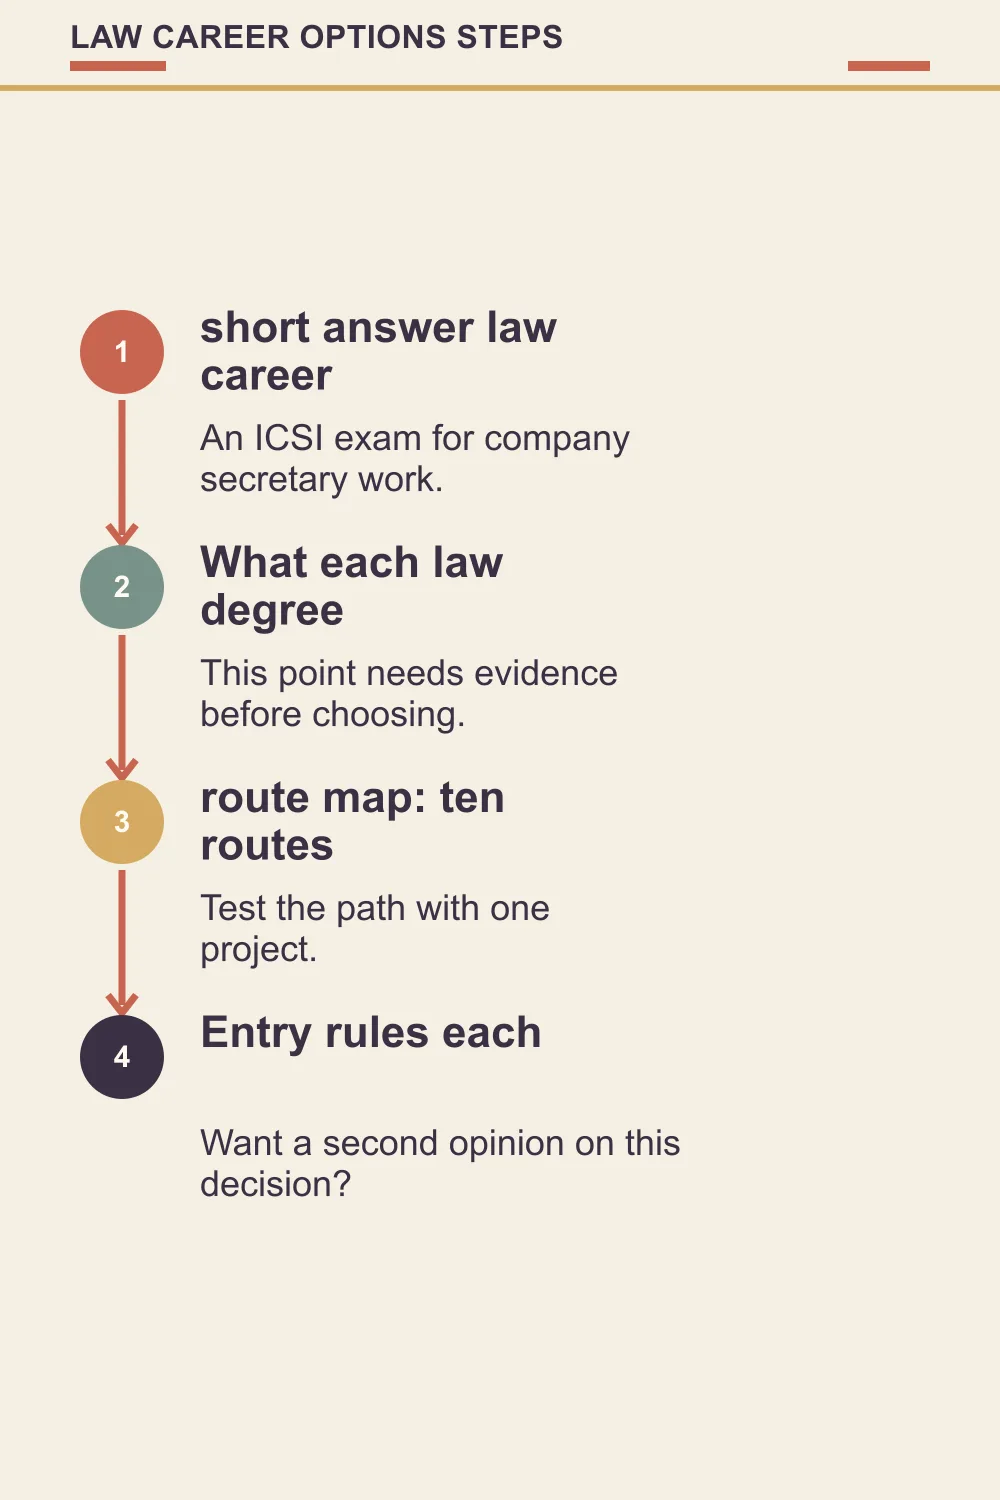 LAW CAREER OPTIONS STEPS
1
short answer law
career
An ICSI exam for company
secretary work.
2
What each law
degree
This point needs evidence
before choosing.
3
route map: ten
routes
Test the path with one
project.
4
Entry rules each
Want a second opinion on this
decision?